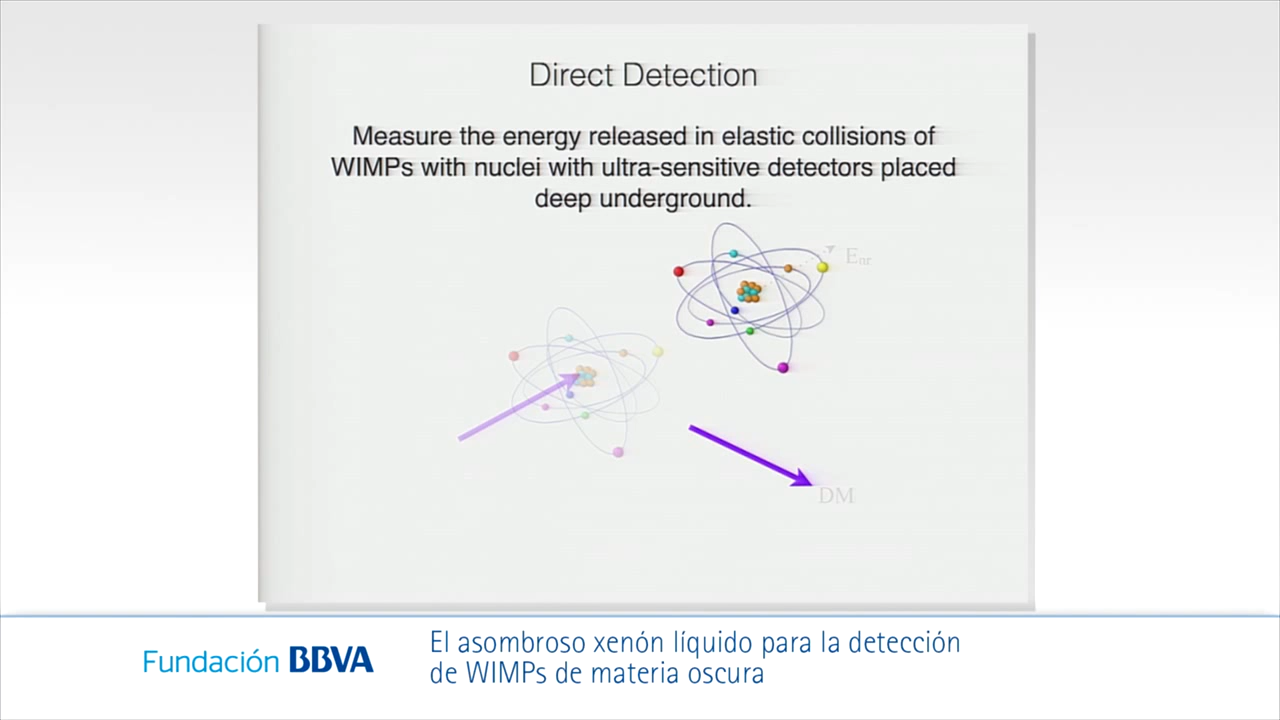 Direct Detection
Measure the energy released in elastic collisions of
WIMPs with nuclei with ultra-sensitive detectors placed
deep underground.
Enr
DM
Fundación BBVA
El asombroso xenón líquido para la detección
de WIMPs de materia oscura